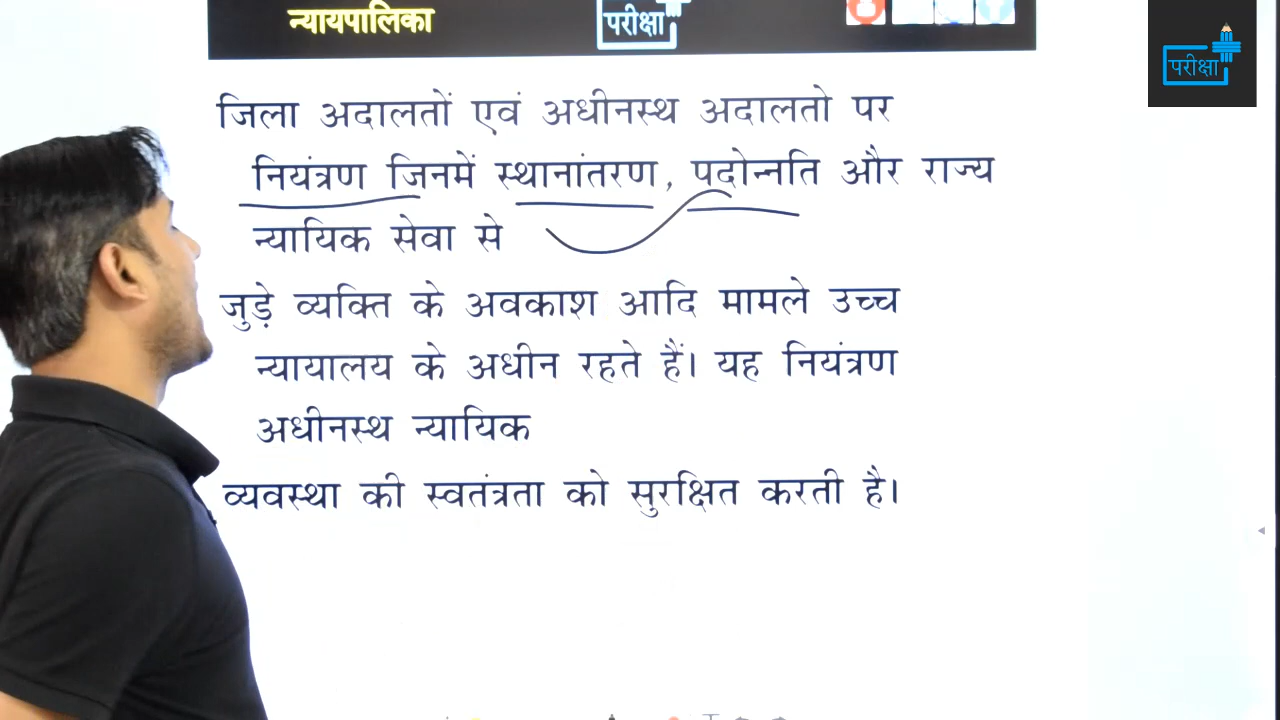 न्यायपालिका
परीक्षा
परीक्षा
जिला अदालतों एवं अधीनस्थ अदालतो पर
नियंत्रण जिनमें स्थानांतरण, पदोन्नति और राज्य
न्यायिक सेवा से
जुड़े व्यक्ति के अवकाश आदि मामले उच्च
न्यायालय के अधीन रहते हैं। यह नियंत्रण
अधीनस्थ न्यायिक
व्यवस्था की स्वतंत्रता को सुरक्षित करती है।